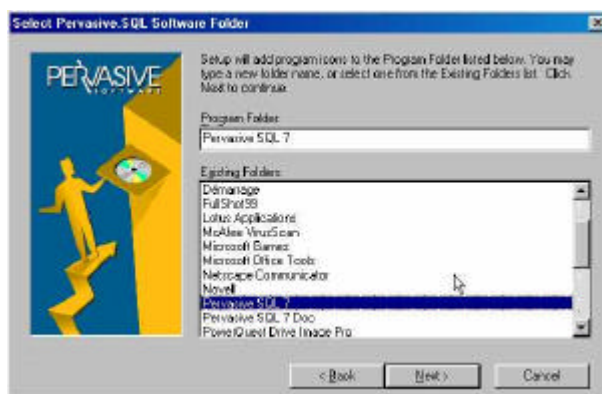 Select Pervasive.SQL Software Folder
PERVASIVE
SOFTWARE
Setup will add program icons to the Program Folder listed below. You may
type a new folder name, or select one from the Existing Folders list. Click
Next to continue.
Program Folder:
Pervasive SQL 7
Existing Folders:
Démarrage
FullShot99
Lotus Applications
McAfee VirusScan
Microsoft Games
Microsoft Office Tools
Netscape Communicator
Novell
Pervasive SQL 7
Pervasive SQL 7 Doc
PowerQuest Drive Image Pro
< Back
Next >
Cancel